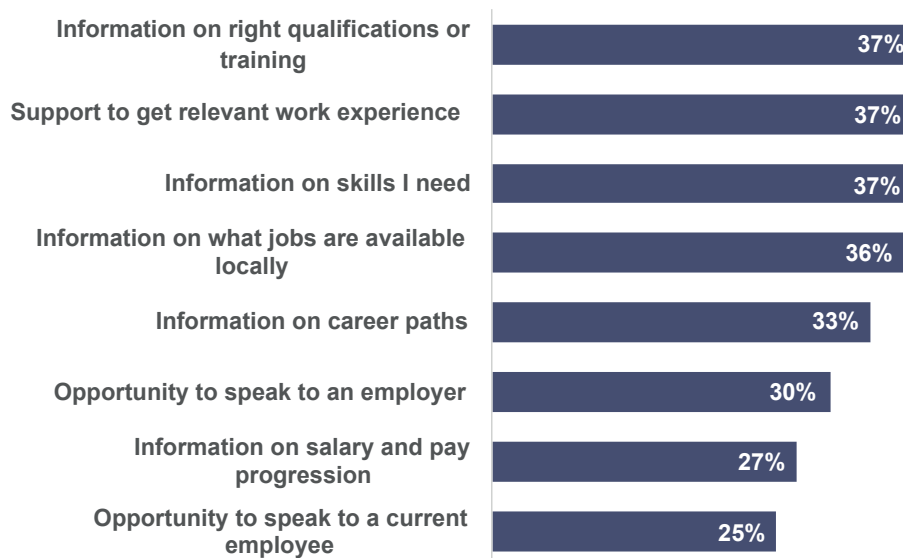 Information on right qualifications or
training
37%
Support to get relevant work experience
37%
Information on skills I need
37%
Information on what jobs are available
locally
36%
Information on career paths
33%
Opportunity to speak to an employer
30%
Information on salary and pay
progression
27%
Opportunity to speak to a current
employee
25%